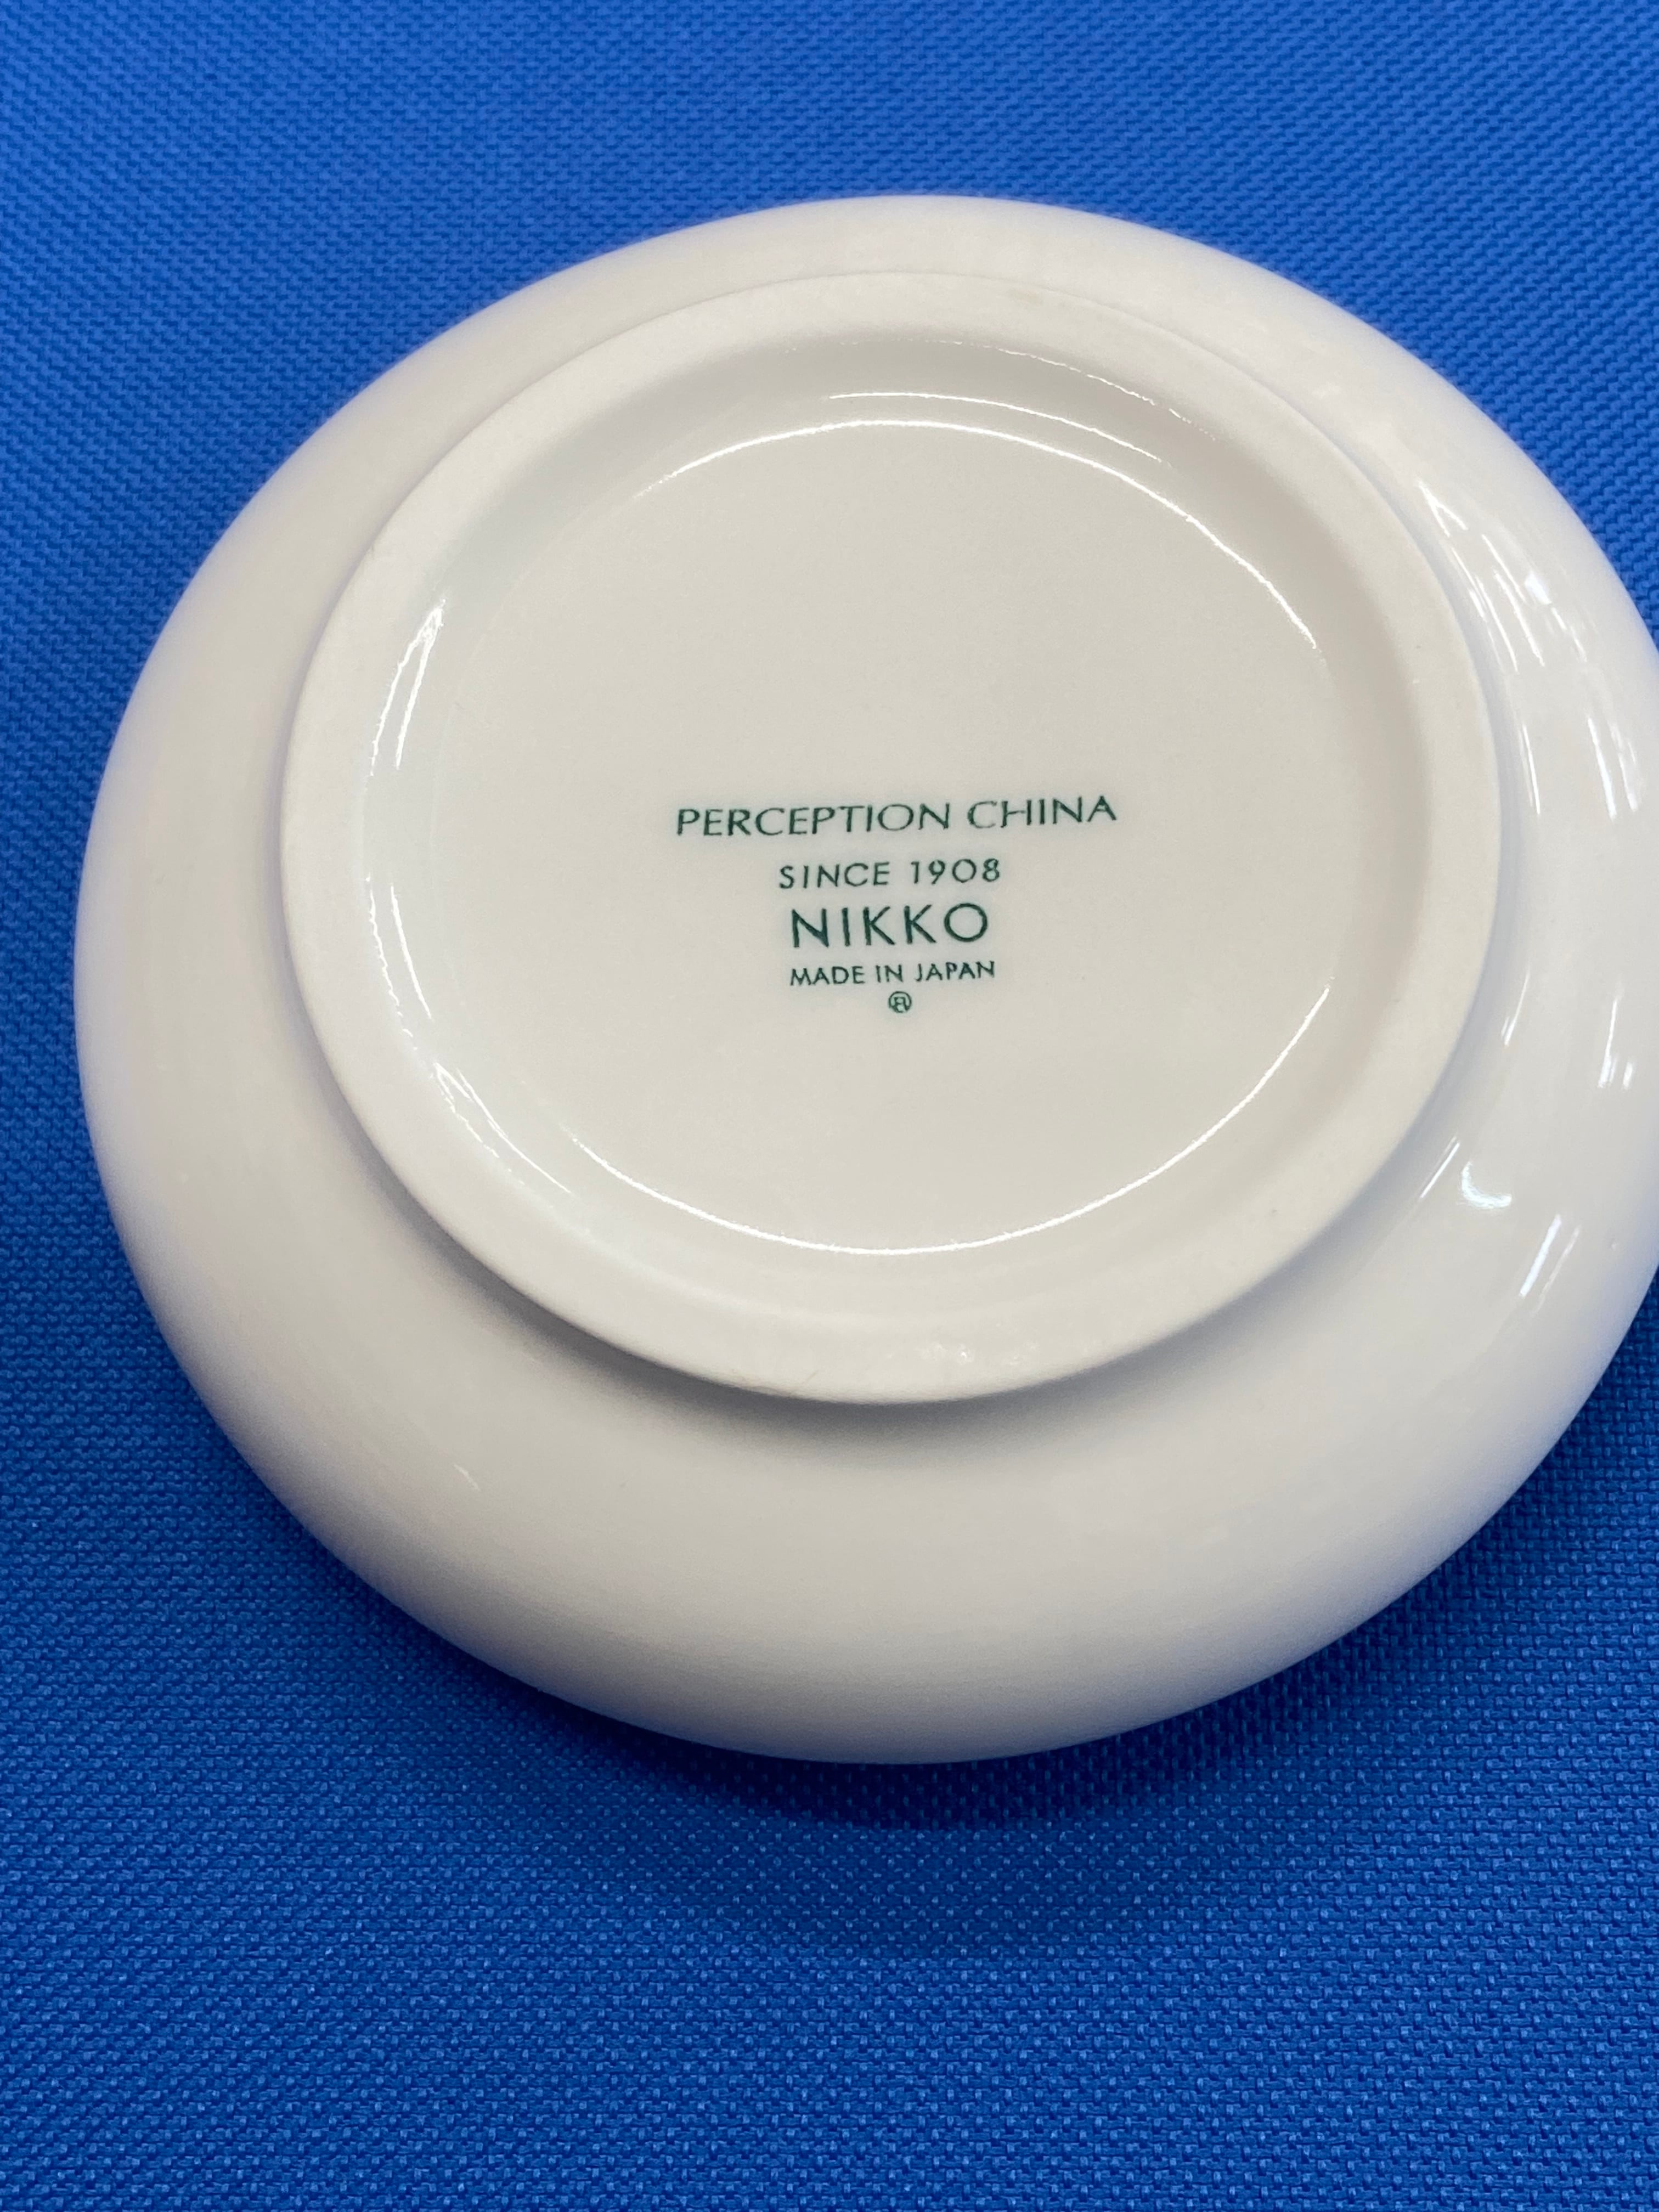 PERCEPTION CHINA
SINCE 1908
NIKKO
MADE IN JAPAN
®